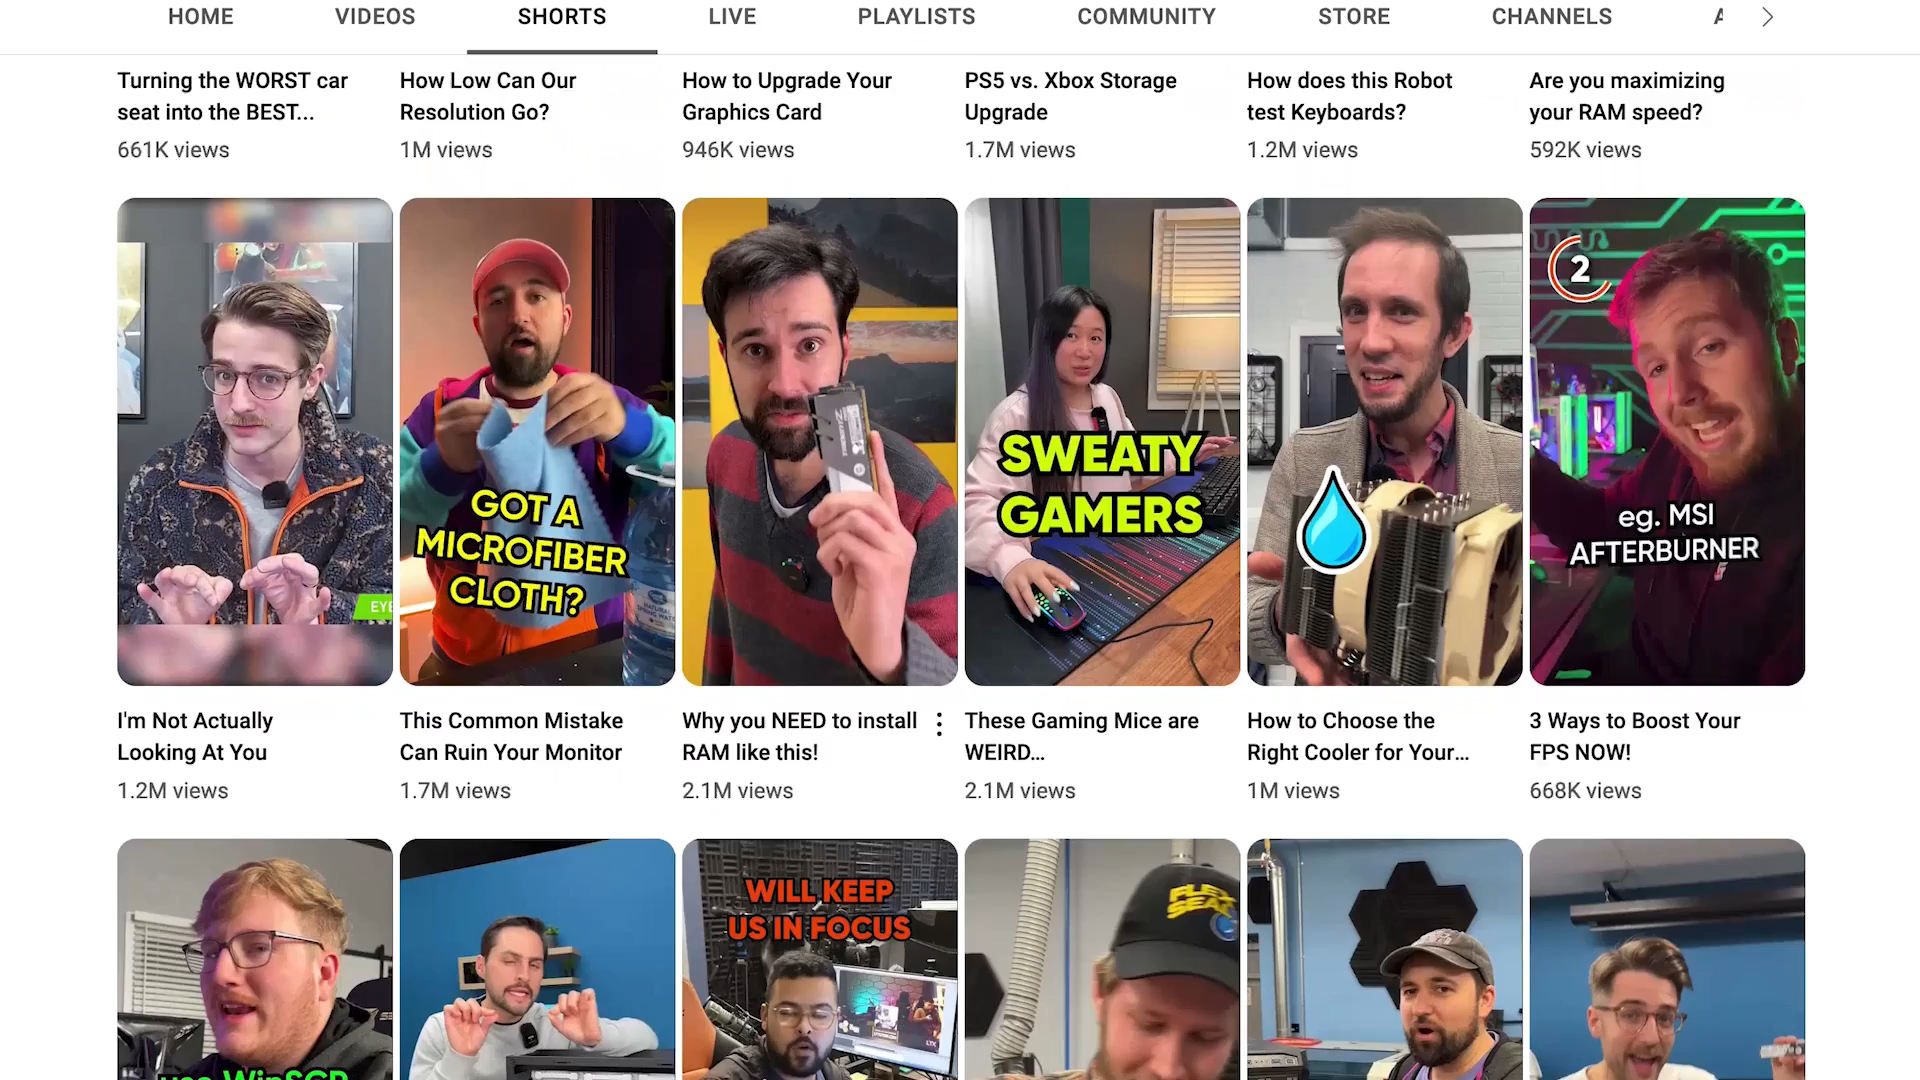 HOME VIDEOS SHORTS LIVE PLAYLISTS COMMUNITY STORE CHANNELS
Turning the WORST car
seat into the BEST...
661K views
How Low Can Our
Resolution Go?
1M views
How to Upgrade Your
Graphics Card
946K views
PS5 vs. Xbox Storage
Upgrade
1.7M views
How does this Robot
test Keyboards?
1.2M views
Are you maximizing
your RAM speed?
592K views
EYE
GOT A
MICROFIBER
CLOTH?
SWEATY
GAMERS
2
eg. MSI
AFTERBURNER
I'm Not Actually
Looking At You
1.2M views
This Common Mistake
Can Ruin Your Monitor
1.7M views
Why you NEED to install
RAM like this!
2.1M views
These Gaming Mice are
WEIRD...
2.1M views
How to Choose the
Right Cooler for Your...
1M views
3 Ways to Boost Your
FPS NOW!
668K views
use WinSCP
WILL KEEP
US IN FOCUS
LTX
FLEX
SEAL